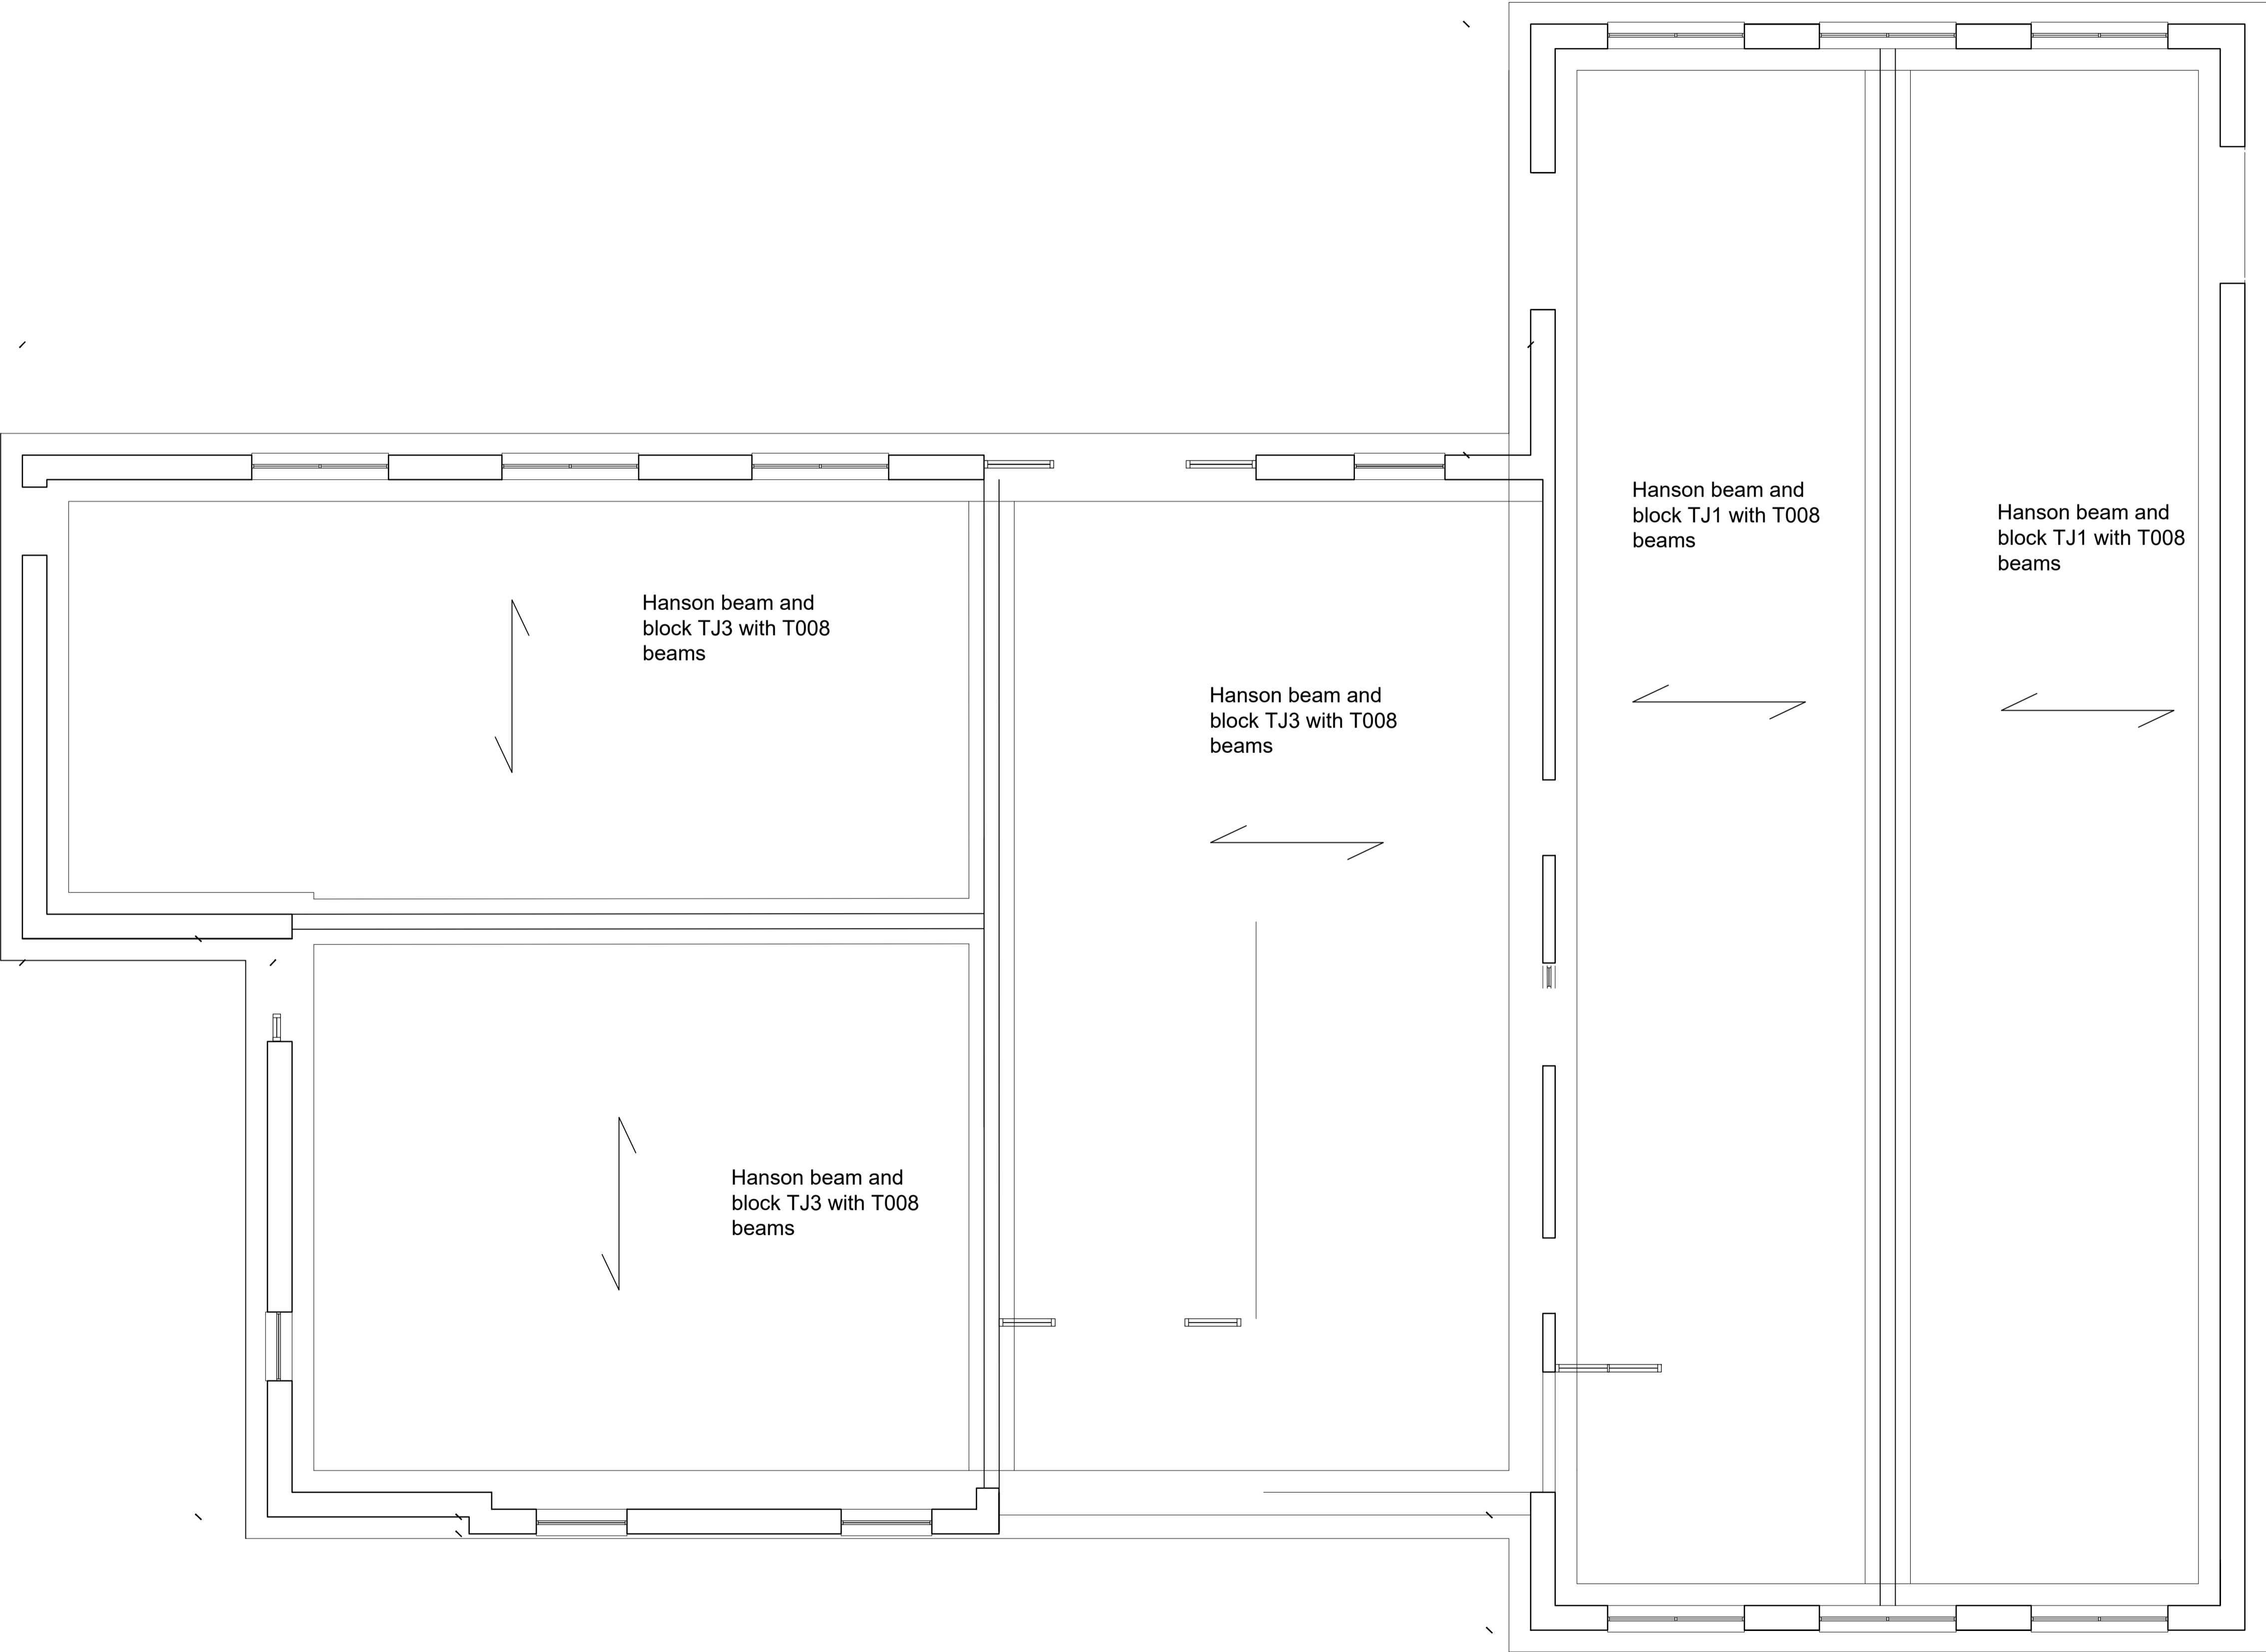 Hanson beam and
block TJ1 with T008
beams
Hanson beam and
block TJ1 with T008
beams
Hanson beam and
block TJ3 with T008
beams
Hanson beam and
block TJ3 with T008
beams
Hanson beam and
block TJ3 with T008
beams